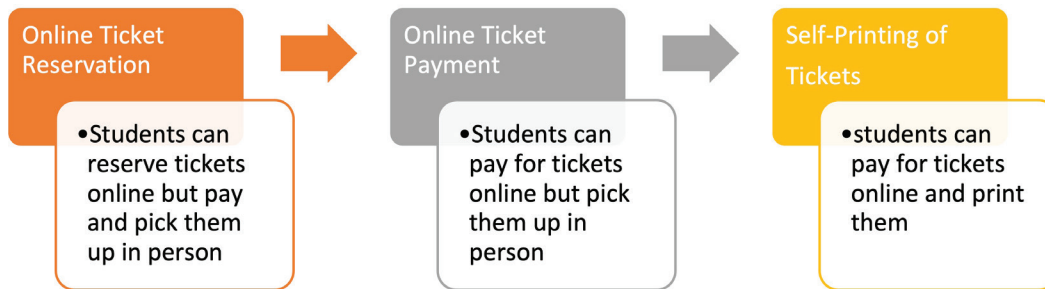 Online Ticket
Reservation
•Students can
reserve tickets
online but pay
and pick them
up in person
Online Ticket
Payment
•Students can
pay for tickets
online but pick
them up in
person
Self-Printing of
Tickets
•students can
pay for tickets
online and print
them